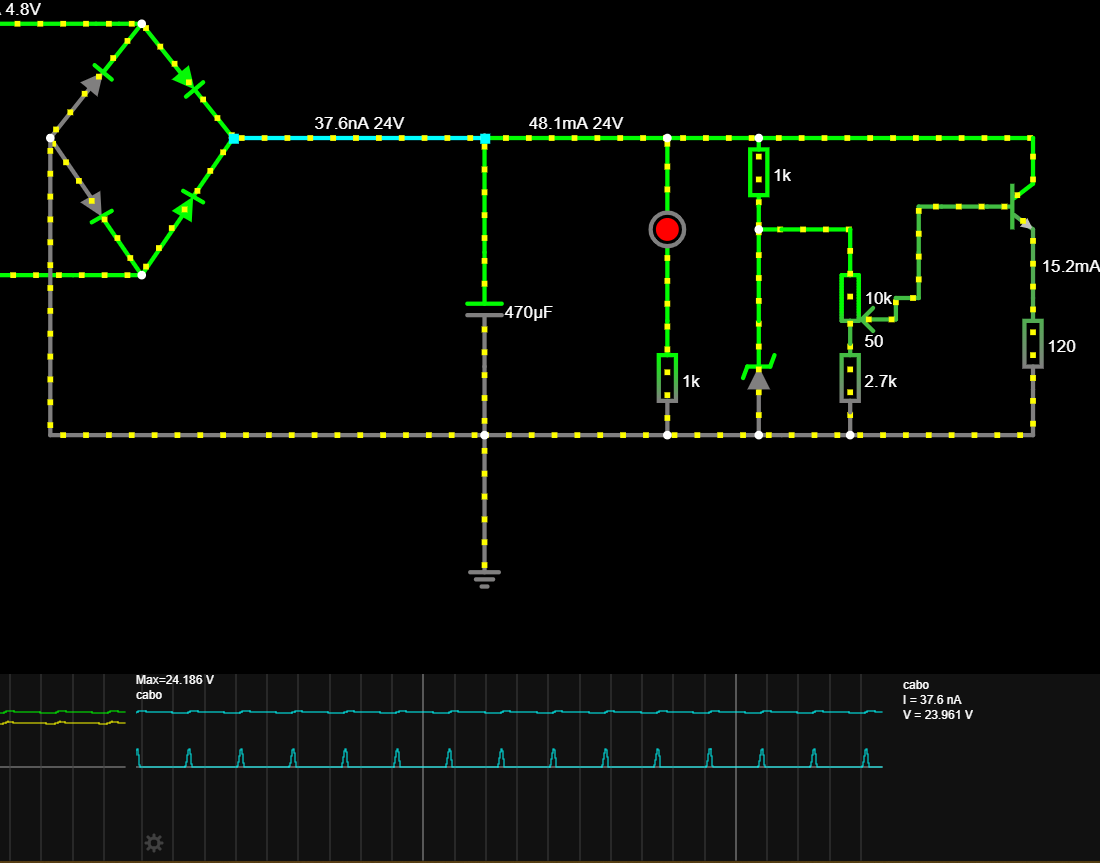 4.8V
37.6nA 24V
48.1mA 24V
1k
15.2mA
10k
470µF
50
120
1k
2.7k
Max=24.186 V
cabo
cabo
I = 37.6 nA
V = 23.961 V